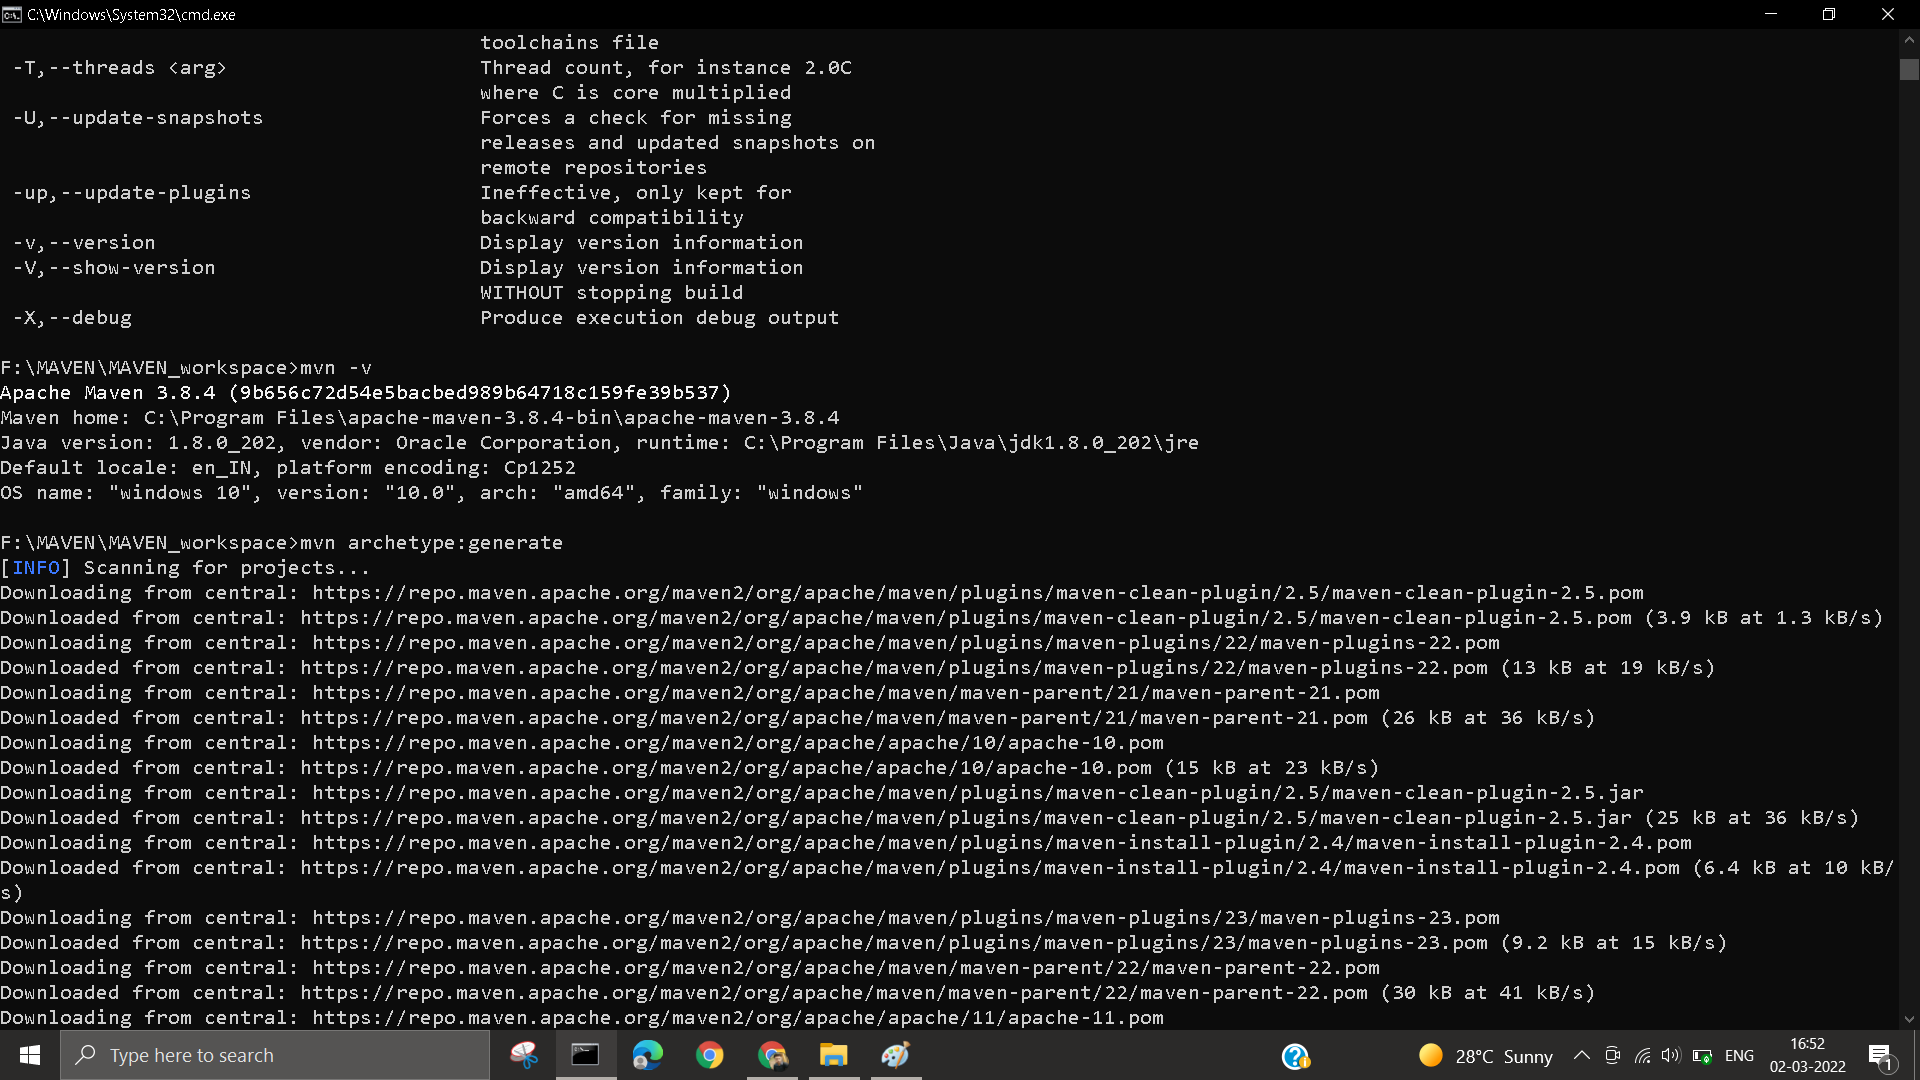 C:\Windows\System32\cmd.exe
toolchains file
-T,--threads <arg> Thread count, for instance 2.0C
where C is core multiplied
-U,--update-snapshots Forces a check for missing
releases and updated snapshots on
remote repositories
-up,--update-plugins Ineffective, only kept for
backward compatibility
-v,--version Display version information
-V,--show-version Display version information
WITHOUT stopping build
-X,--debug Produce execution debug output
F:\MAVEN\MAVEN_workspace>mvn -v
Apache Maven 3.8.4 (9b656c72d54e5bacbed989b64718c159fe39b537)
Maven home: C:\Program Files\apache-maven-3.8.4-bin\apache-maven-3.8.4
Java version: 1.8.0_202, vendor: Oracle Corporation, runtime: C:\Program Files\Java\jdk1.8.0_202\jre
Default locale: en_IN, platform encoding: Cp1252
OS name: "windows 10", version: "10.0", arch: "amd64", family: "windows"
F:\MAVEN\MAVEN_workspace>mvn archetype:generate
[INFO] Scanning for projects...
Downloading from central: https://repo.maven.apache.org/maven2/org/apache/maven/plugins/maven-clean-plugin/2.5/maven-clean-plugin-2.5.pom
Downloaded from central: https://repo.maven.apache.org/maven2/org/apache/maven/plugins/maven-clean-plugin/2.5/maven-clean-plugin-2.5.pom (3.9 kB at 1.3 kB/s)
Downloading from central: https://repo.maven.apache.org/maven2/org/apache/maven/plugins/maven-plugins/22/maven-plugins-22.pom
Downloaded from central: https://repo.maven.apache.org/maven2/org/apache/maven/plugins/maven-plugins/22/maven-plugins-22.pom (13 kB at 19 kB/s)
Downloading from central: https://repo.maven.apache.org/maven2/org/apache/maven/maven-parent/21/maven-parent-21.pom
Downloaded from central: https://repo.maven.apache.org/maven2/org/apache/maven/maven-parent/21/maven-parent-21.pom (26 kB at 36 kB/s)
Downloading from central: https://repo.maven.apache.org/maven2/org/apache/apache/10/apache-10.pom
Downloaded from central: https://repo.maven.apache.org/maven2/org/apache/apache/10/apache-10.pom (15 kB at 23 kB/s)
Downloading from central: https://repo.maven.apache.org/maven2/org/apache/maven/plugins/maven-clean-plugin/2.5/maven-clean-plugin-2.5.jar
Downloaded from central: https://repo.maven.apache.org/maven2/org/apache/maven/plugins/maven-clean-plugin/2.5/maven-clean-plugin-2.5.jar (25 kB at 36 kB/s)
Downloading from central: https://repo.maven.apache.org/maven2/org/apache/maven/plugins/maven-install-plugin/2.4/maven-install-plugin-2.4.pom
Downloaded from central: https://repo.maven.apache.org/maven2/org/apache/maven/plugins/maven-install-plugin/2.4/maven-install-plugin-2.4.pom (6.4 kB at 10 kB/
s)
Downloading from central: https://repo.maven.apache.org/maven2/org/apache/maven/plugins/maven-plugins/23/maven-plugins-23.pom
Downloaded from central: https://repo.maven.apache.org/maven2/org/apache/maven/plugins/maven-plugins/23/maven-plugins-23.pom (9.2 kB at 15 kB/s)
Downloading from central: https://repo.maven.apache.org/maven2/org/apache/maven/maven-parent/22/maven-parent-22.pom
Downloaded from central: https://repo.maven.apache.org/maven2/org/apache/maven/maven-parent/22/maven-parent-22.pom (30 kB at 41 kB/s)
Downloading from central: https://repo.maven.apache.org/maven2/org/apache/apache/11/apache-11.pom
Type here to search
28°C Sunny
ENG
16:52
02-03-2022
1